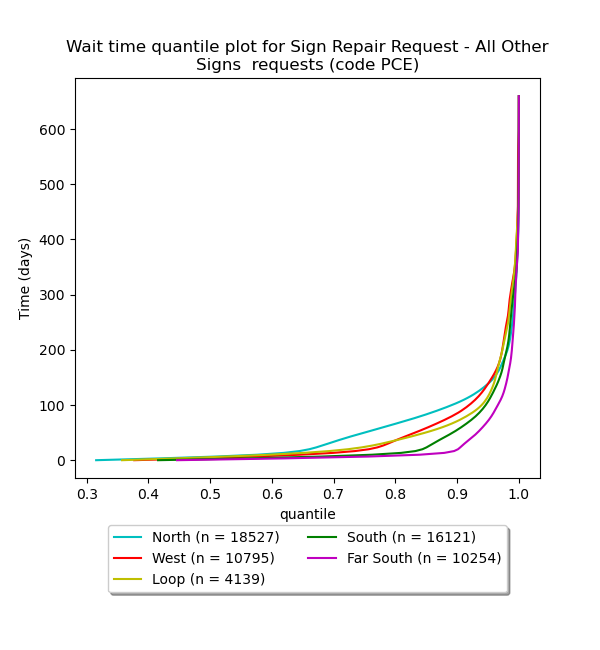 Wait time quantile plot for Sign Repair Request - All Other
Signs  requests (code PCE)
Time (days)
600
500
400
300
200
100
0
0.3 0.4 0.5 0.6 0.7 0.8 0.9 1.0
quantile
North (n = 18527)
West (n = 10795)
Loop (n = 4139)
South (n = 16121)
Far South (n = 10254)